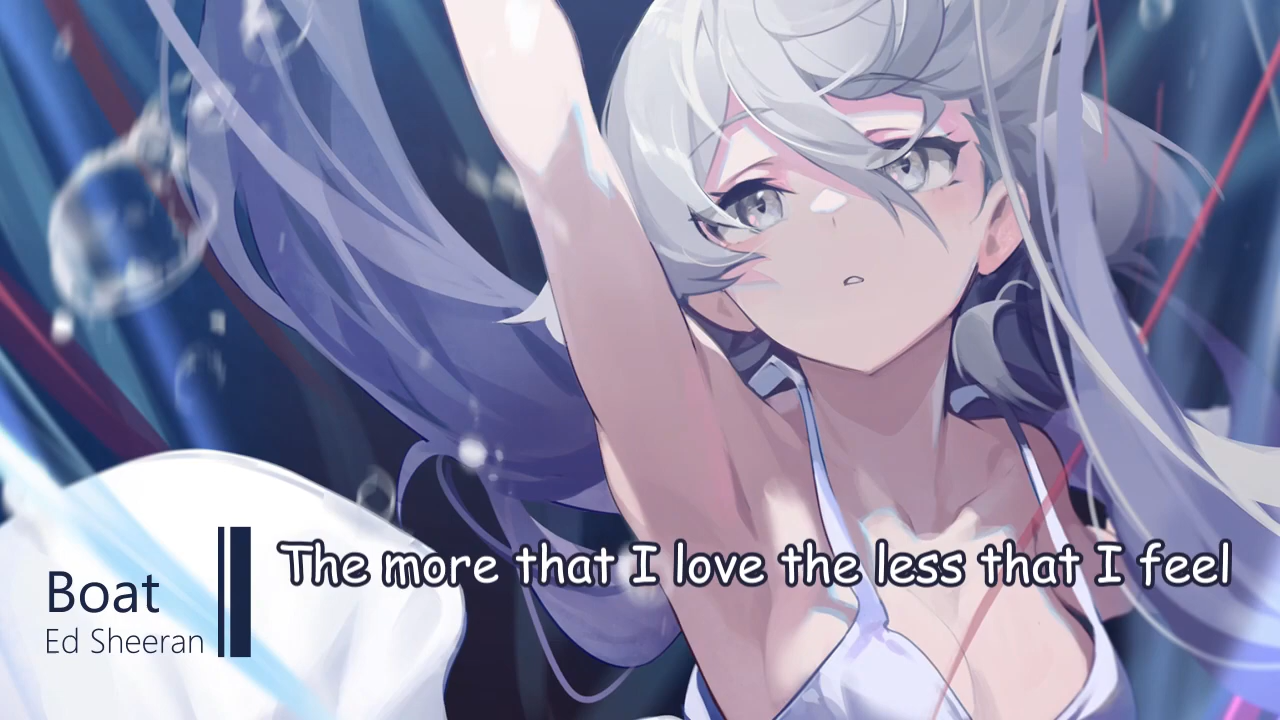 The more that I love the less that I feel
Boat
Ed Sheeran